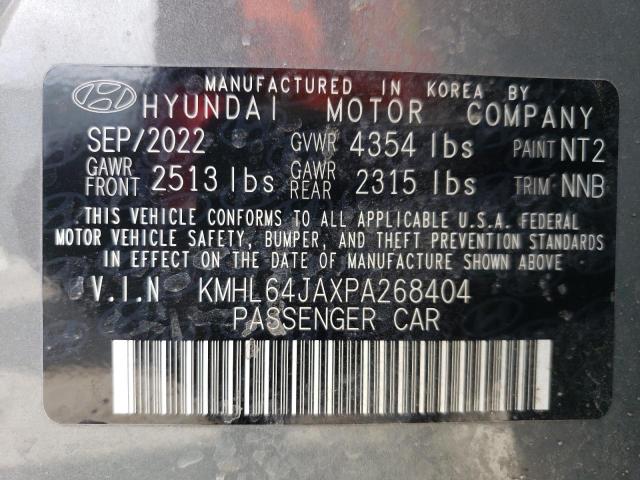 MANUFACTURED IN KOREA BY
HYUNDAI MOTOR COMPANY
SEP/2022 GVWR 4354 lbs PAINT NT2
GAWR FRONT 2513 lbs GAWR REAR 2315 lbs TRIM NNB
THIS VEHICLE CONFORMS TO ALL APPLICABLE U.S.A. FEDERAL
MOTOR VEHICLE SAFETY, BUMPER, AND THEFT PREVENTION STANDARDS
IN EFFECT ON THE DATE OF MANUFACTURE SHOWN ABOVE.
V.I.N KMHL64JAXPA268404
PASSENGER CAR